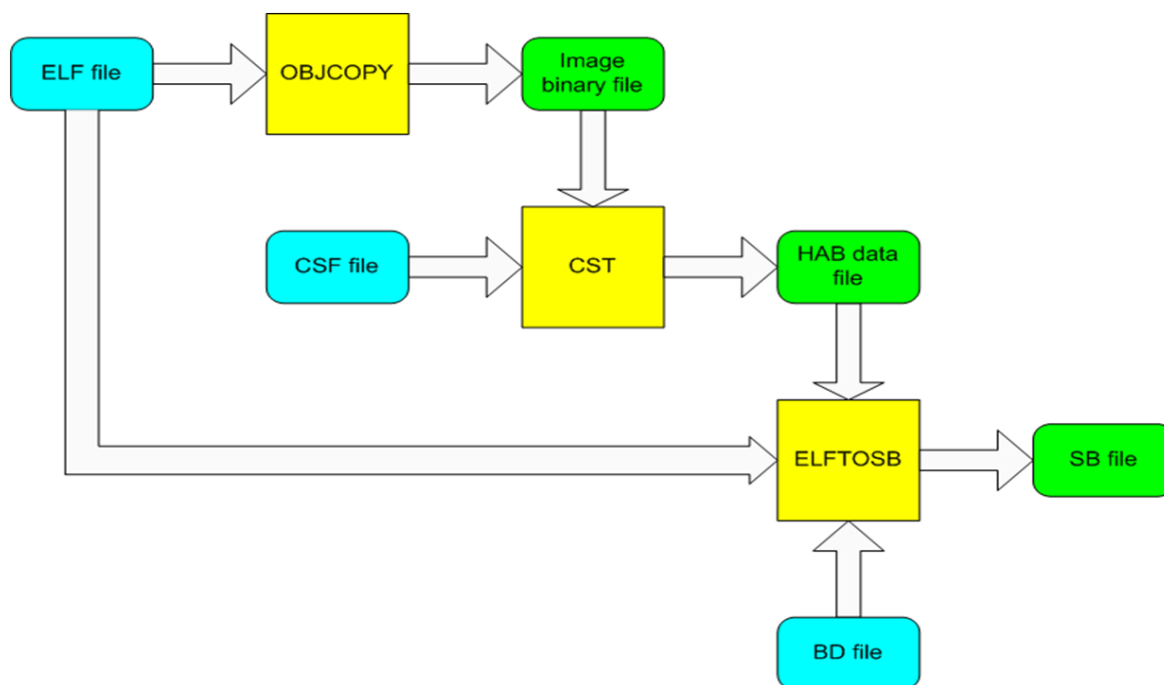 ELF file
OBJCOPY
Image
binary file
CSF file
CST
HAB data
file
ELFTOSB
SB file
BD file